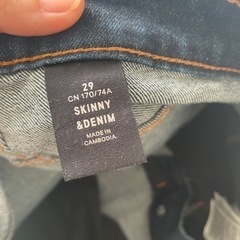 29
CN 170/74A
SKINNY
&DENIM
MADE IN
CAMBODIA